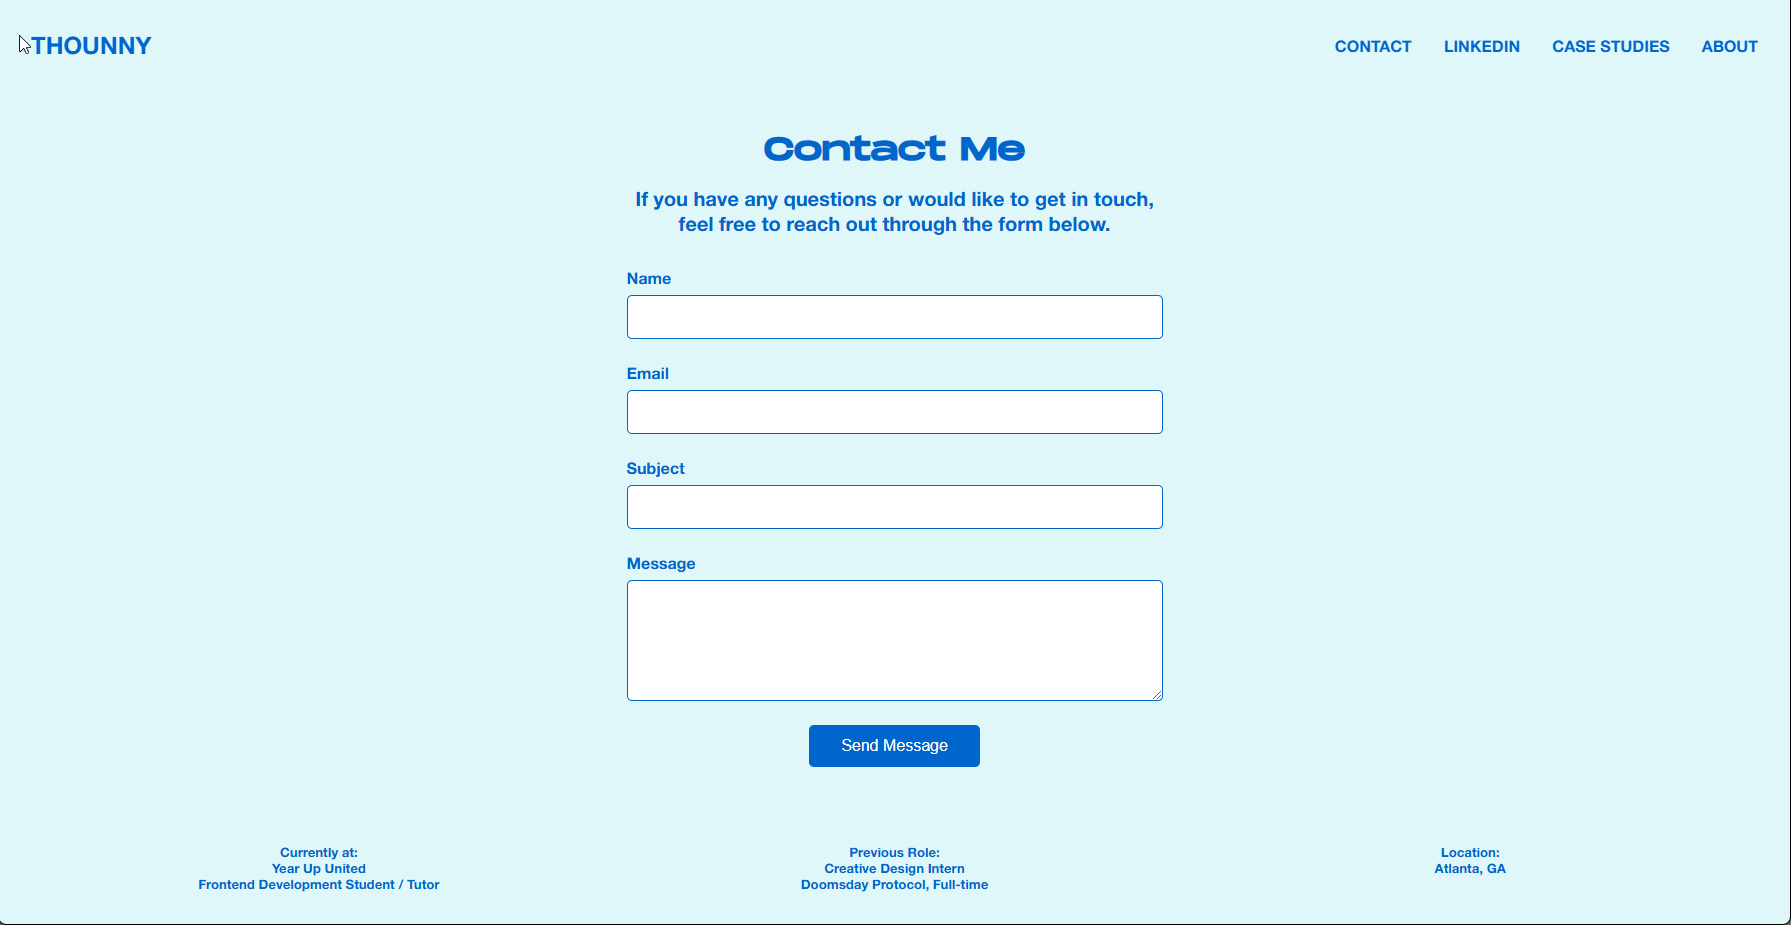 THOUNNY
CONTACT LINKEDIN CASE STUDIES ABOUT
Contact Me
If you have any questions or would like to get in touch,
feel free to reach out through the form below.
Name
Email
Subject
Message
Send Message
Currently at:
Year Up United
Frontend Development Student / Tutor
Previous Role:
Creative Design Intern
Doomsday Protocol, Full-time
Location:
Atlanta, GA